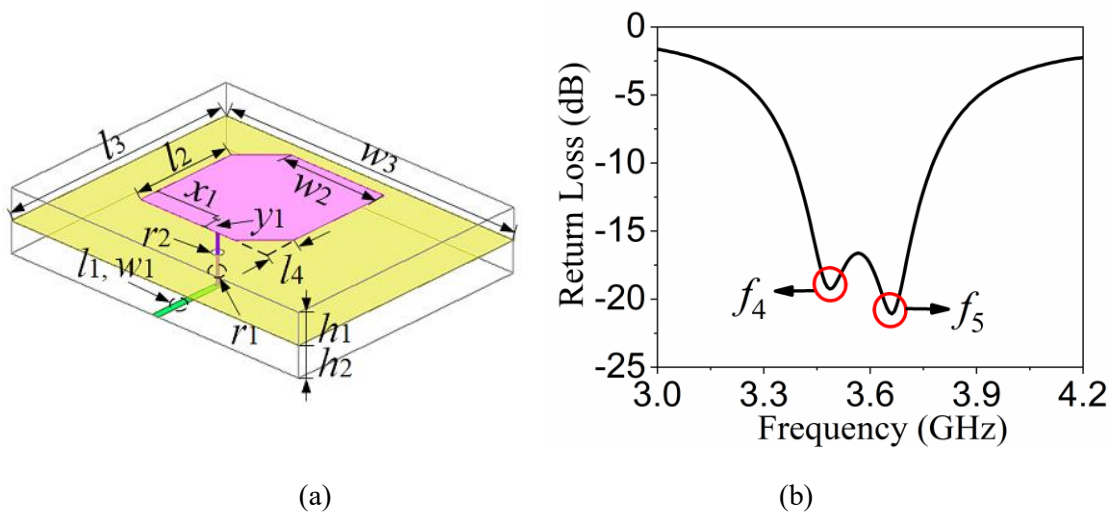 l3
l2
w3
w2
x1
y1
r2
l4
l1, w1
r1
h1
h2
(a)
(b)
Return Loss (dB)
0
-5
-10
-15
-20
-25
f4
f5
3.0 3.3 3.6 3.9 4.2
Frequency (GHz)